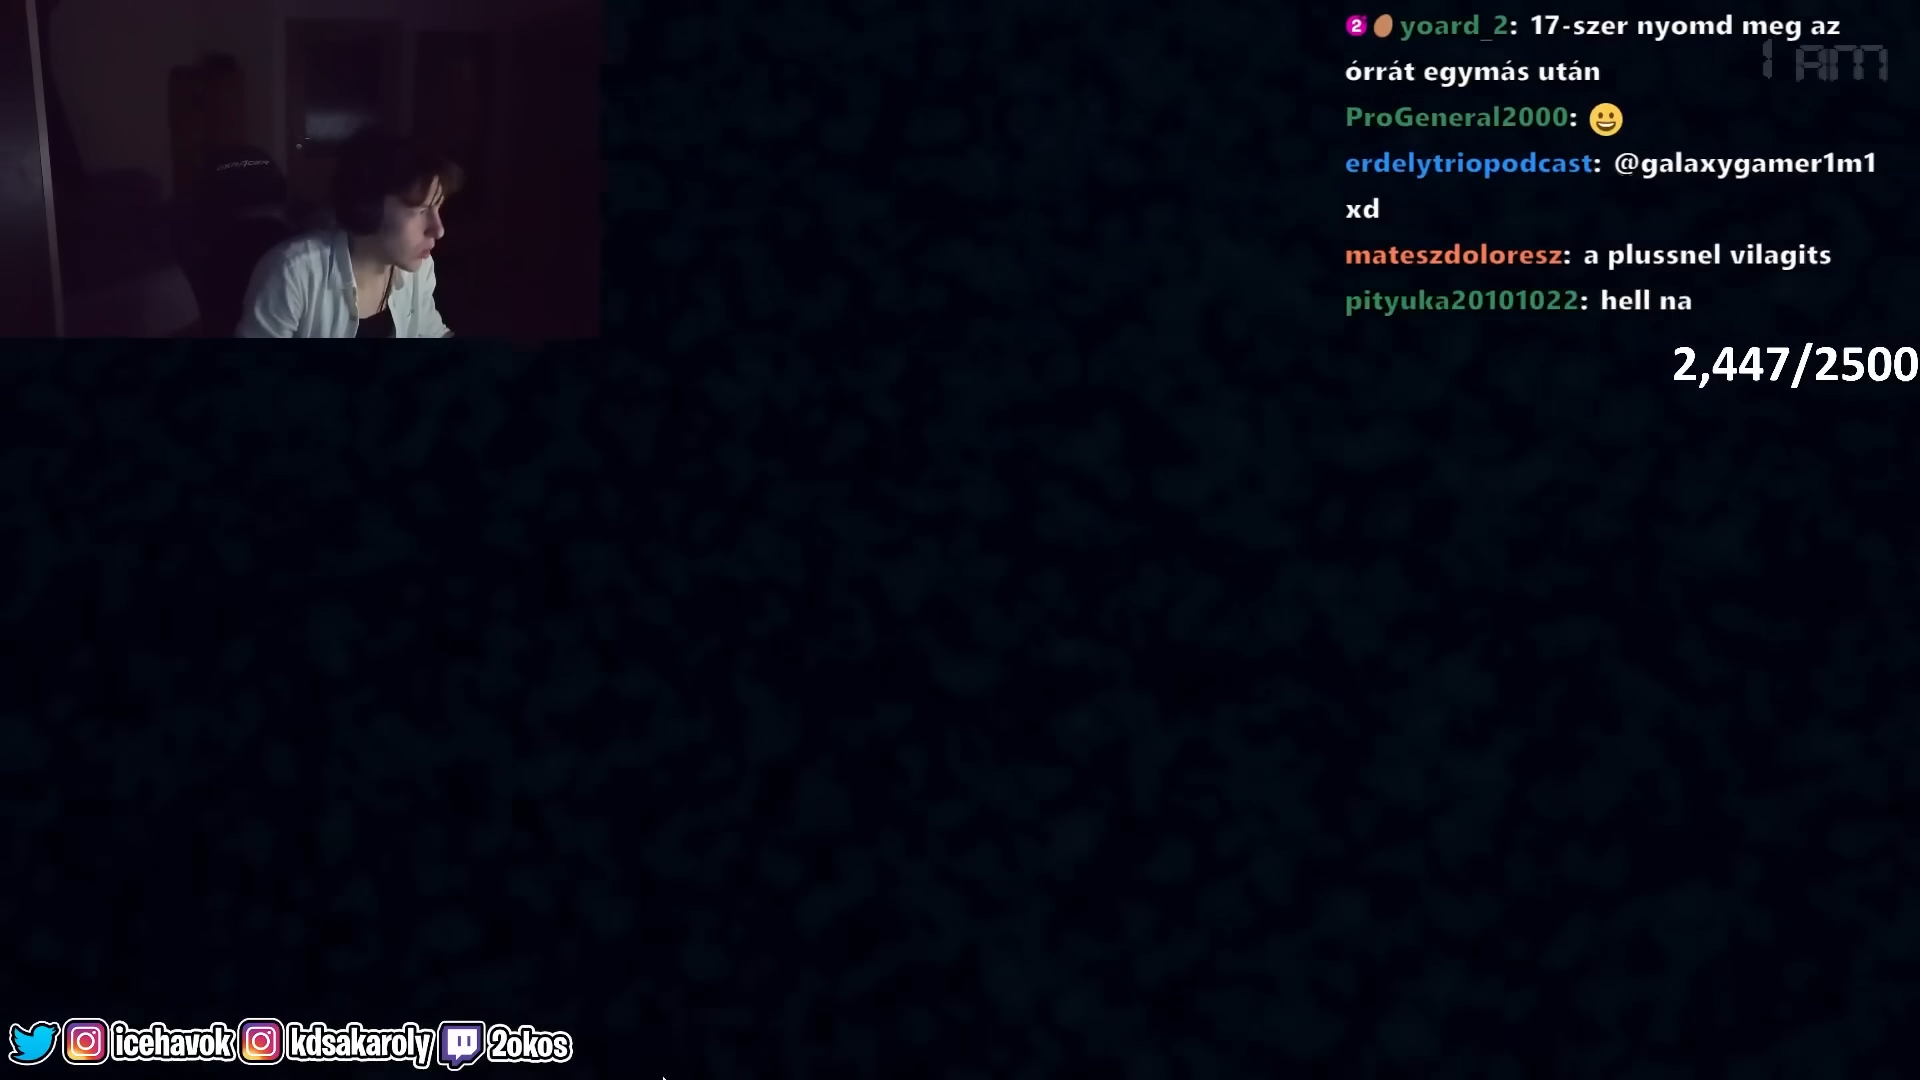 2 yoard_2: 17-szer nyomd meg az
órrát egymás után
1 AM
ProGeneral2000: 😀
erdelytriopodcast: @galaxygamer1m1
xd
mateszdoloresz: a plussnel vilagits
pityuka20101022: hell na
2,447/2500
icehavok kdsakaroly 2okos